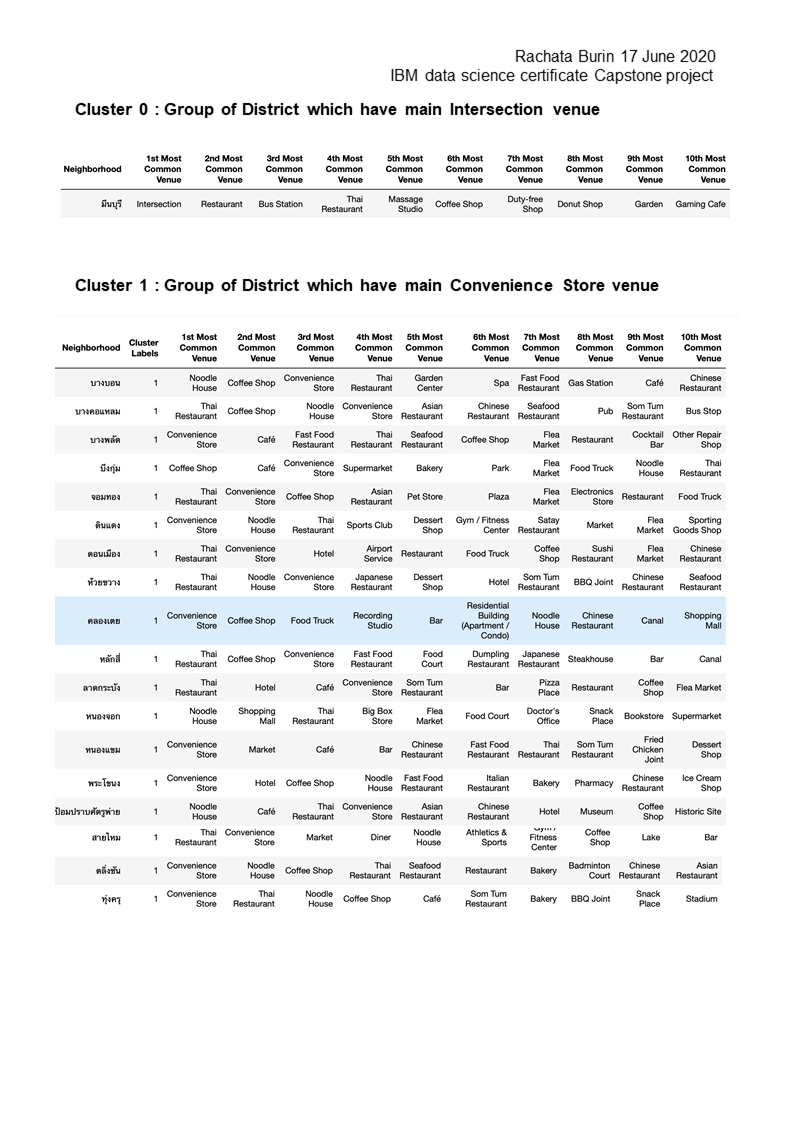 Rachata Burin 17 June 2020
IBM data science certificate Capstone project
Cluster 0 : Group of District which have main Intersection venue
Neighborhood 1st Most Common Venue 2nd Most Common Venue 3rd Most Common Venue 4th Most Common Venue 5th Most Common Venue 6th Most Common Venue 7th Most Common Venue 8th Most Common Venue 9th Most Common Venue 10th Most Common Venue
มีนบุรี Intersection Restaurant Bus Station Thai Restaurant Massage Studio Coffee Shop Duty-free Shop Donut Shop Garden Gaming Cafe
Cluster 1 : Group of District which have main Convenience Store venue
Neighborhood Cluster Labels 1st Most Common Venue 2nd Most Common Venue 3rd Most Common Venue 4th Most Common Venue 5th Most Common Venue 6th Most Common Venue 7th Most Common Venue 8th Most Common Venue 9th Most Common Venue 10th Most Common Venue
บางบอน 1 Noodle House Coffee Shop Convenience Store Thai Restaurant Garden Center Spa Fast Food Restaurant Gas Station Café Chinese Restaurant
บางคอแหลม 1 Thai Restaurant Coffee Shop Noodle House Convenience Store Asian Restaurant Chinese Restaurant Seafood Restaurant Pub Som Tum Restaurant Bus Stop
บางพลัด 1 Convenience Store Café Fast Food Restaurant Thai Restaurant Seafood Restaurant Coffee Shop Flea Market Restaurant Cocktail Bar Other Repair Shop
บึงกุ่ม 1 Coffee Shop Café Convenience Store Supermarket Bakery Park Flea Market Food Truck Noodle House Thai Restaurant
จอมทอง 1 Thai Restaurant Convenience Store Coffee Shop Asian Restaurant Pet Store Plaza Flea Market Electronics Store Restaurant Food Truck
ดินแดง 1 Convenience Store Noodle House Thai Restaurant Sports Club Dessert Shop Gym / Fitness Center Satay Restaurant Market Flea Market Sporting Goods Shop
ดอนเมือง 1 Thai Restaurant Convenience Store Hotel Airport Service Restaurant Food Truck Coffee Shop Sushi Restaurant Flea Market Chinese Restaurant
ห้วยขวาง 1 Thai Restaurant Noodle House Convenience Store Japanese Restaurant Dessert Shop Hotel Som Tum Restaurant BBQ Joint Chinese Restaurant Seafood Restaurant
คลองเตย 1 Convenience Store Coffee Shop Food Truck Recording Studio Bar Residential Building (Apartment / Condo) Noodle House Chinese Restaurant Canal Shopping Mall
หลักสี่ 1 Thai Restaurant Coffee Shop Convenience Store Fast Food Restaurant Food Court Dumpling Restaurant Japanese Restaurant Steakhouse Bar Canal
ลาดกระบัง 1 Thai Restaurant Hotel Café Convenience Store Som Tum Restaurant Bar Pizza Place Restaurant Coffee Shop Flea Market
หนองจอก 1 Noodle House Shopping Mall Thai Restaurant Big Box Store Flea Market Food Court Doctor's Office Snack Place Bookstore Supermarket
หนองแขม 1 Convenience Store Market Café Bar Chinese Restaurant Fast Food Restaurant Thai Restaurant Som Tum Restaurant Fried Chicken Joint Dessert Shop
พระโขนง 1 Convenience Store Hotel Coffee Shop Noodle House Fast Food Restaurant Italian Restaurant Bakery Pharmacy Chinese Restaurant Ice Cream Shop
ป้อมปราบศัตรูพ่าย 1 Noodle House Café Thai Restaurant Convenience Store Asian Restaurant Chinese Restaurant Hotel Museum Coffee Shop Historic Site
สายไหม 1 Thai Restaurant Convenience Store Market Diner Noodle House Athletics & Sports Gym / Fitness Center Coffee Shop Lake Bar
ตลิ่งชัน 1 Convenience Store Noodle House Coffee Shop Thai Restaurant Seafood Restaurant Restaurant Bakery Badminton Court Chinese Restaurant Asian Restaurant
ทุ่งครุ 1 Convenience Store Thai Restaurant Noodle House Coffee Shop Café Som Tum Restaurant Bakery BBQ Joint Snack Place Stadium